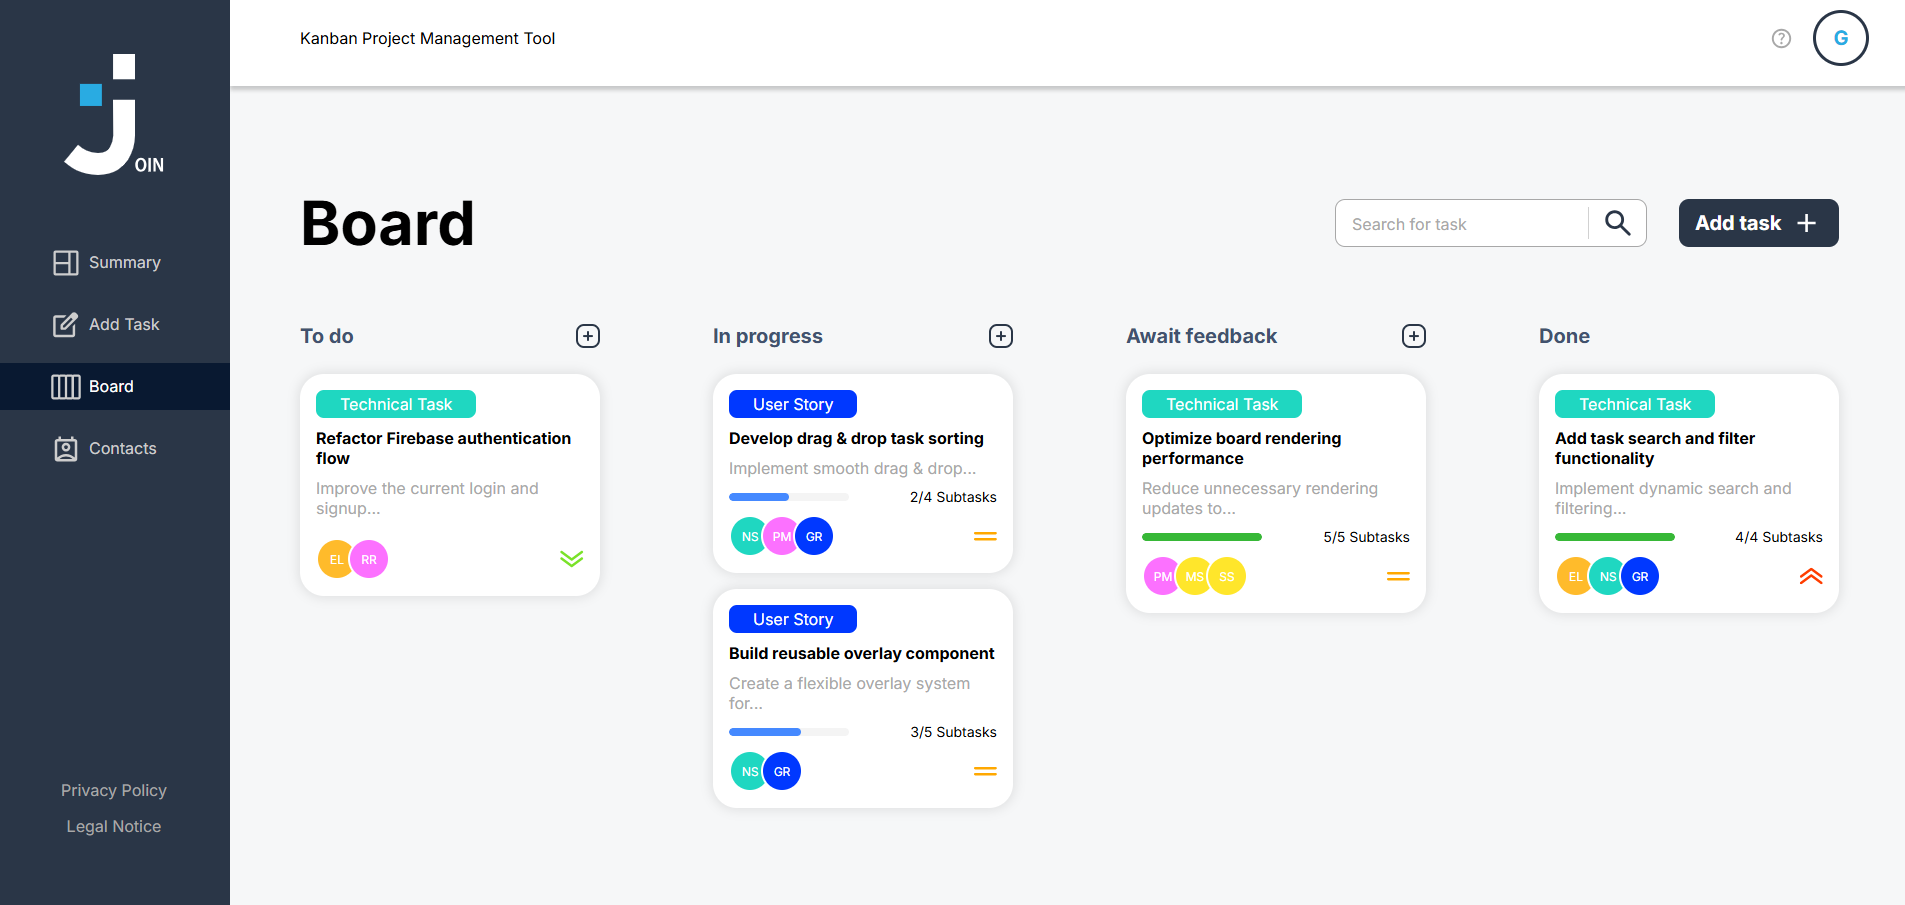 Kanban Project Management Tool
?
G
OIN
Summary
Add Task
Board
Contacts
Privacy Policy
Legal Notice
Board
Search for task
Add task
To do
Technical Task
Refactor Firebase authentication
flow
Improve the current login and
signup...
EL RR
In progress
User Story
Develop drag & drop task sorting
Implement smooth drag & drop...
2/4 Subtasks
NS PM GR
User Story
Build reusable overlay component
Create a flexible overlay system
for...
3/5 Subtasks
NS GR
Await feedback
Technical Task
Optimize board rendering
performance
Reduce unnecessary rendering
updates to...
5/5 Subtasks
PM MS SS
Done
Technical Task
Add task search and filter
functionality
Implement dynamic search and
filtering...
4/4 Subtasks
EL NS GR